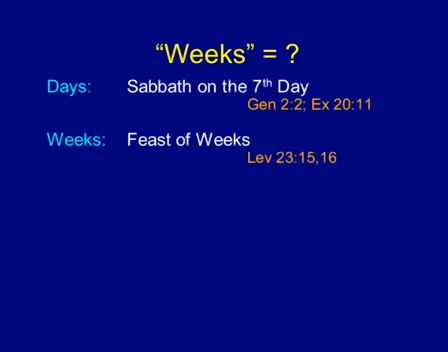 “Weeks” = ?
Days: Sabbath on the 7th Day
Gen 2:2; Ex 20:11
Weeks: Feast of Weeks
Lev 23:15,16